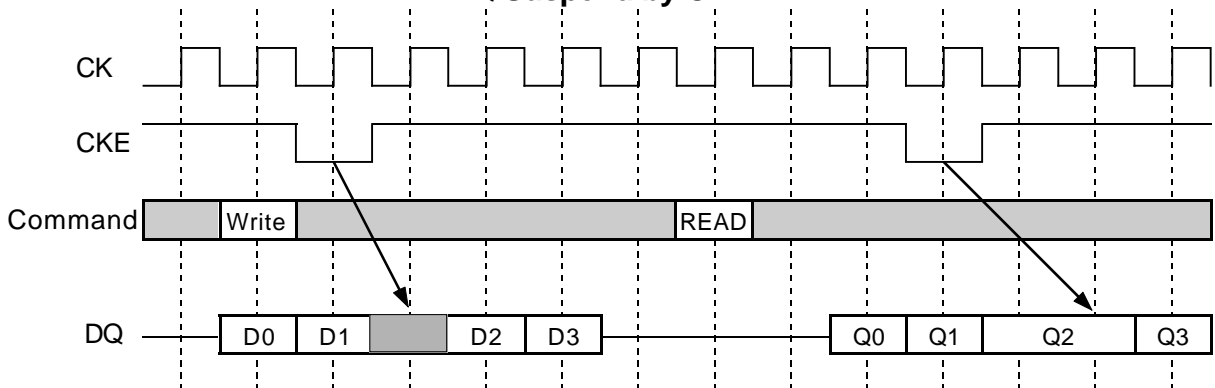 CK
CKE
Command
Write
READ
DQ
D0 D1 D2 D3 Q0 Q1 Q2 Q3